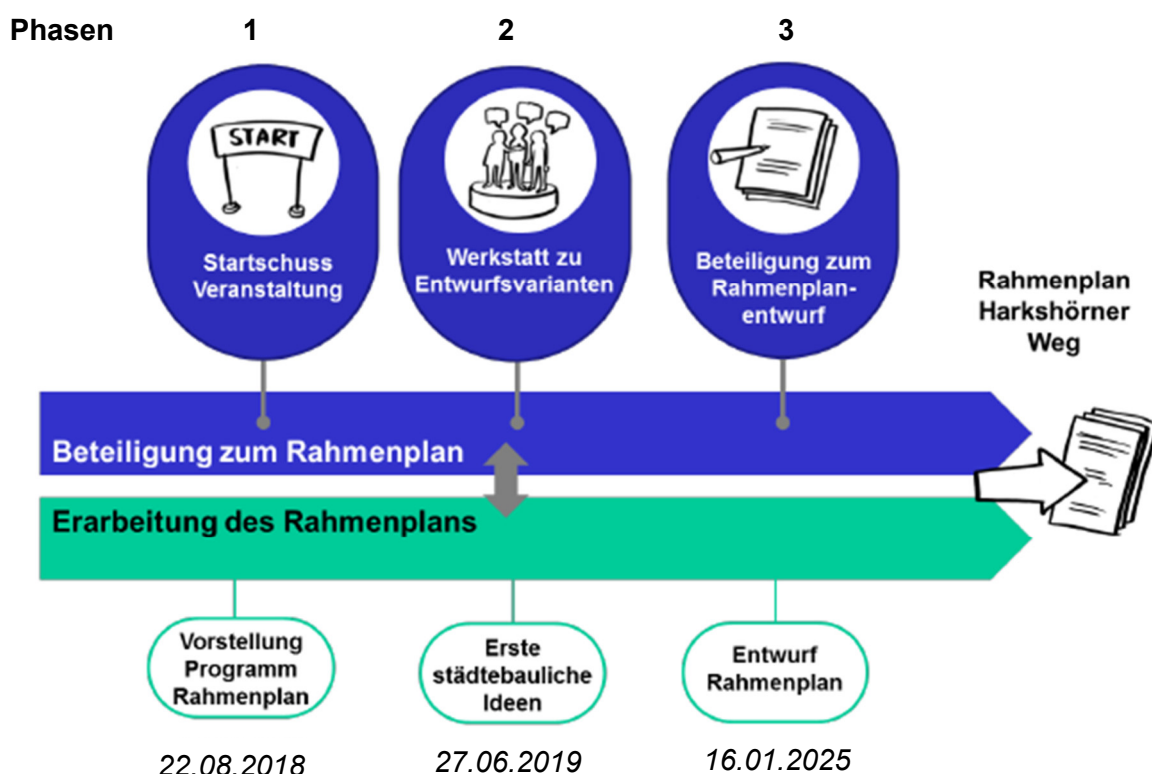 Phasen 1 2 3
START
Startschuss
Veranstaltung
Werkstatt zu
Entwurfsvarianten
Beteiligung zum
Rahmenplan-
entwurf
Rahmenplan
Harkshörner
Weg
Beteiligung zum Rahmenplan
Erarbeitung des Rahmenplans
Vorstellung
Programm
Rahmenplan
Erste
städtebauliche
Ideen
Entwurf
Rahmenplan
22.08.2018
27.06.2019
16.01.2025